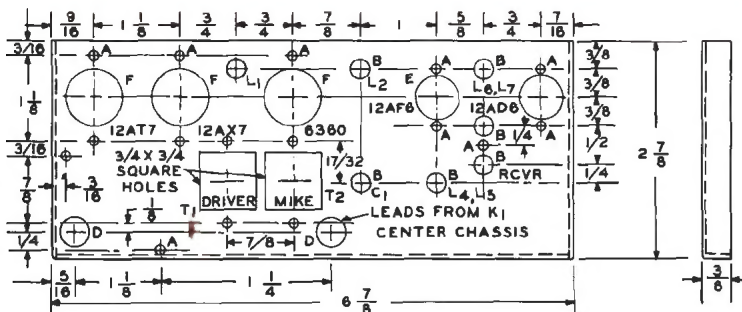 9/16 1 1/8 3/4 3/4 7/8 1 5/8 3/4 7/16
3/16 A A A B B A B A 3/8
F F F L1 L2 E L6, L7 3/8
1 1/8 12AF6 12AD6 3/8
12AT7 12AX7 6360 A B 1/4 A 1/2
3/16 3/4 X 3/4 17/32 A B
SQUARE HOLES B B RCVR 1/4
7/8 3/16 DRIVER MIKE T2 C1 L4, L5
1/8 T1 LEADS FROM K1
1/4 D A 7/8 D CENTER CHASSIS
5/16 1 1/8 1 1/4
6 7/8
2 7/8
3/8